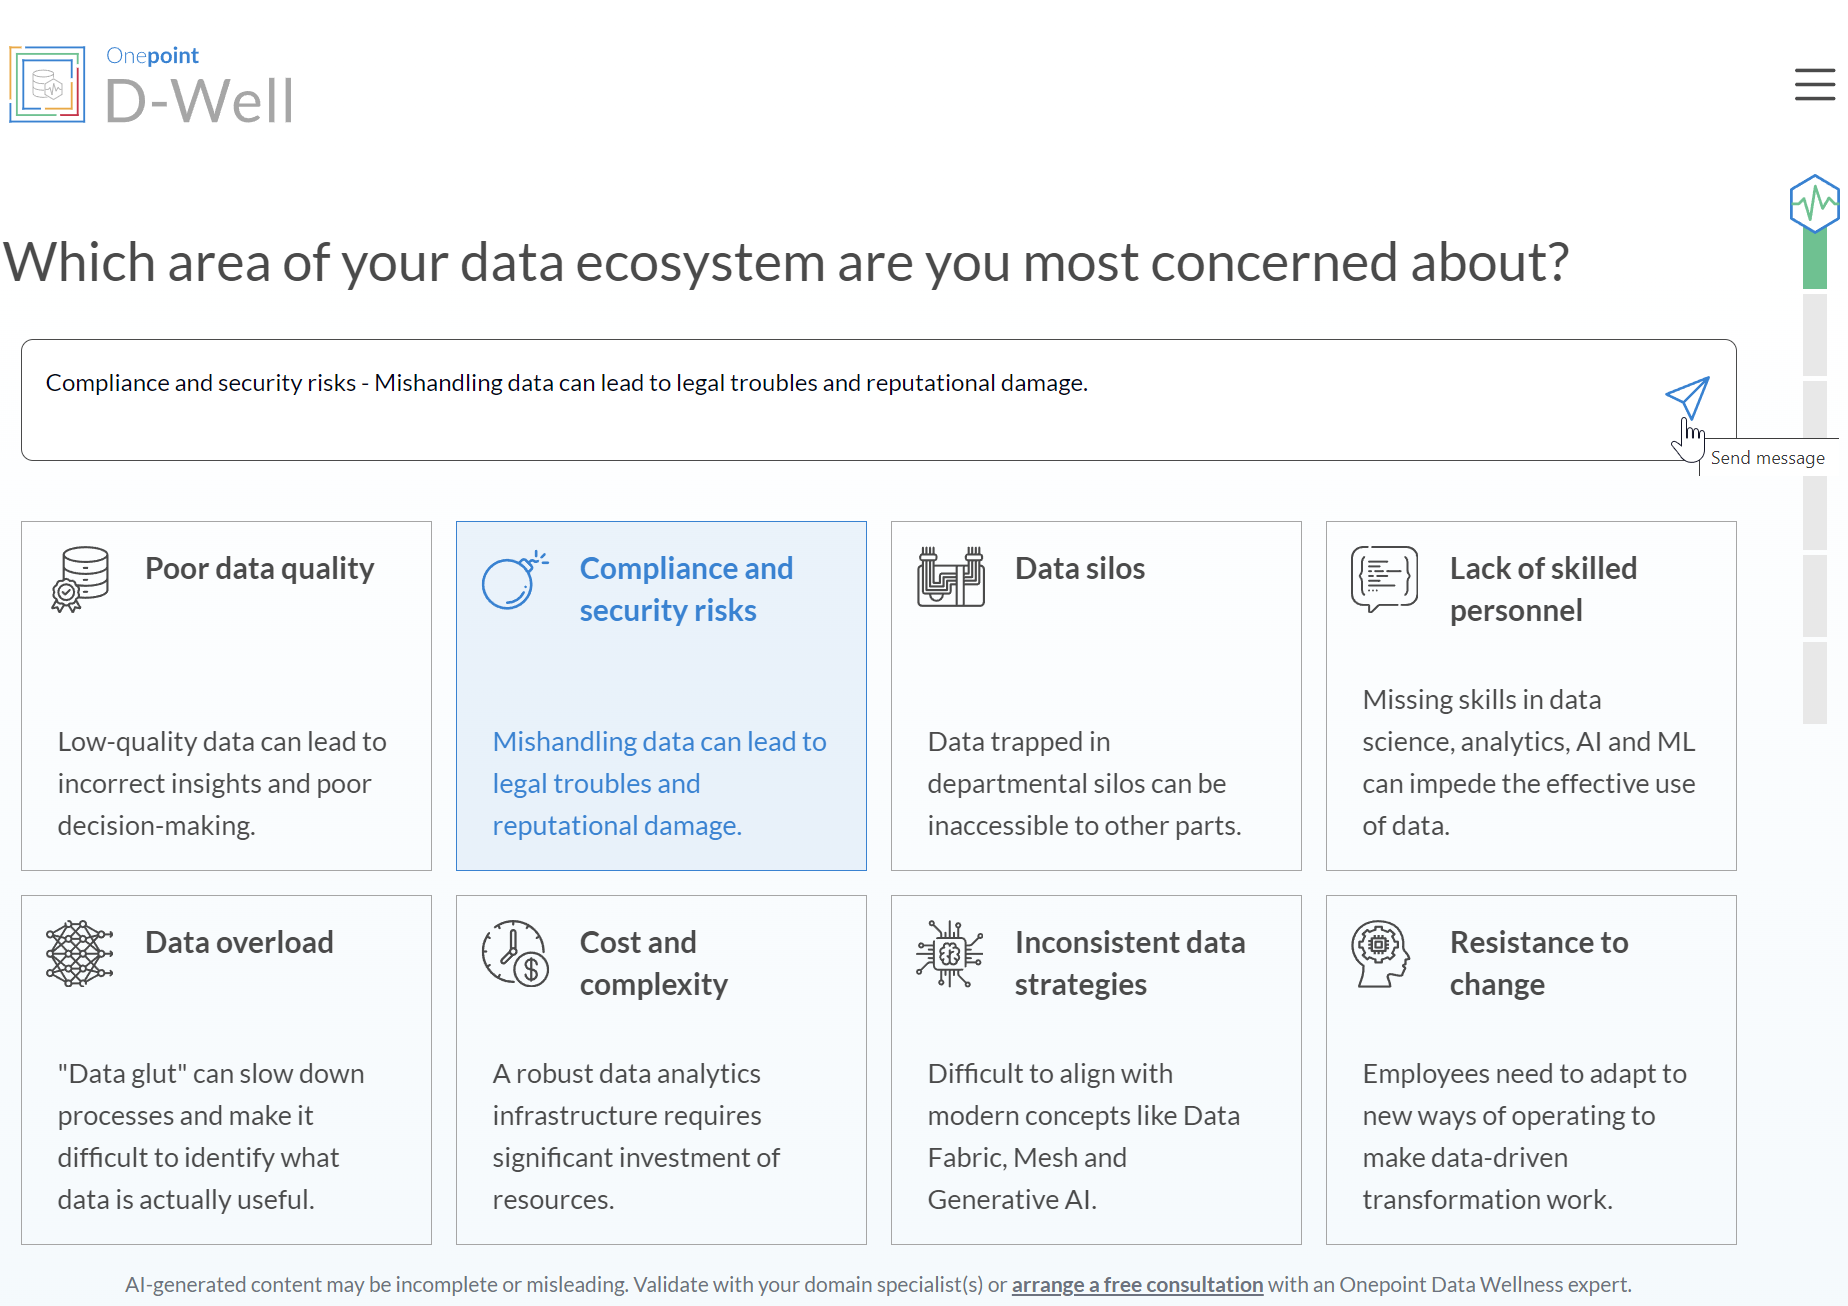 Onepoint
D-Well
Which area of your data ecosystem are you most concerned about?
Compliance and security risks - Mishandling data can lead to legal troubles and reputational damage.
Send message
Poor data quality
Low-quality data can lead to
incorrect insights and poor
decision-making.
Compliance and
security risks
Mishandling data can lead to
legal troubles and
reputational damage.
Data silos
Data trapped in
departmental silos can be
inaccessible to other parts.
Lack of skilled
personnel
Missing skills in data
science, analytics, AI and ML
can impede the effective use
of data.
Data overload
"Data glut" can slow down
processes and make it
difficult to identify what
data is actually useful.
Cost and
complexity
A robust data analytics
infrastructure requires
significant investment of
resources.
Inconsistent data
strategies
Difficult to align with
modern concepts like Data
Fabric, Mesh and
Generative AI.
Resistance to
change
Employees need to adapt to
new ways of operating to
make data-driven
transformation work.
AI-generated content may be incomplete or misleading. Validate with your domain specialist(s) or arrange a free consultation with an Onepoint Data Wellness expert.